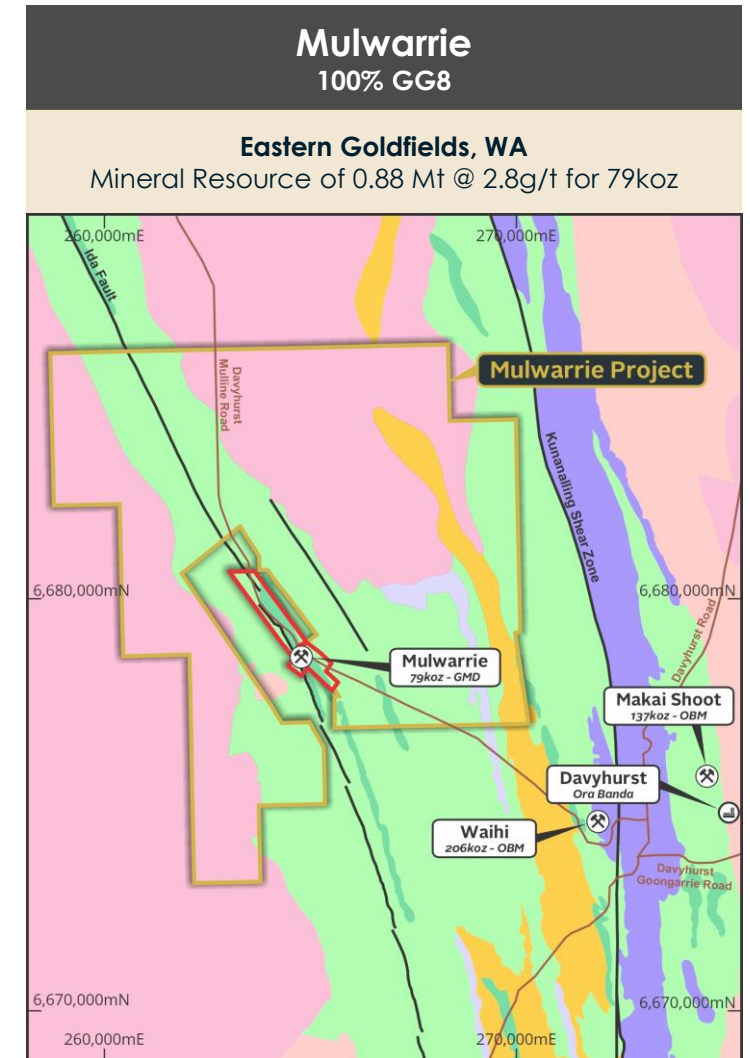 Mulwarrie
100% GG8
Eastern Goldfields, WA
Mineral Resource of 0.88 Mt @ 2.8g/t for 79koz
260,000mE
270,000mE
Ida Fault
Davyhurst
Mulline Road
Mulwarrie Project
Kunanalling Shear Zone
6,680,000mN
6,680,000mN
Davyhurst Road
Mulwarrie
79koz - GMD
Makai Shoot
137koz - OBM
Davyhurst
Ora Banda
Waihi
206koz - OBM
Davyhurst
Goongarrie Road
6,670,000mN
6,670,000mN
260,000mE
270,000mE